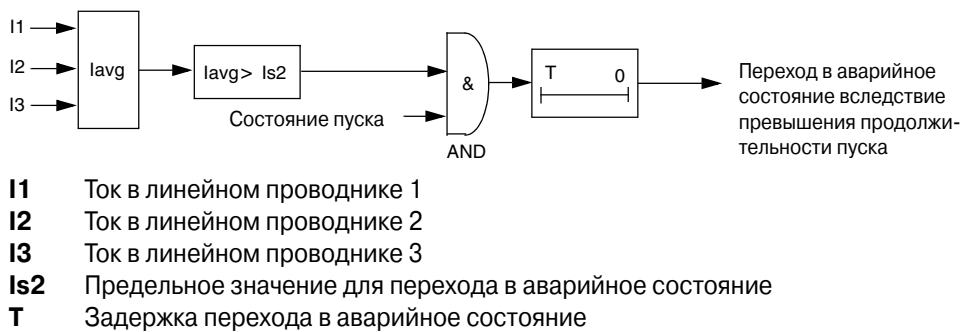 I1
I2
I3
Iavg
Iavg> Is2
Состояние пуска
&
AND
T 0
Переход в аварийное
состояние вследствие
превышения продолжи-
тельности пуска
I1 Ток в линейном проводнике 1
I2 Ток в линейном проводнике 2
I3 Ток в линейном проводнике 3
Is2 Предельное значение для перехода в аварийное состояние
T Задержка перехода в аварийное состояние